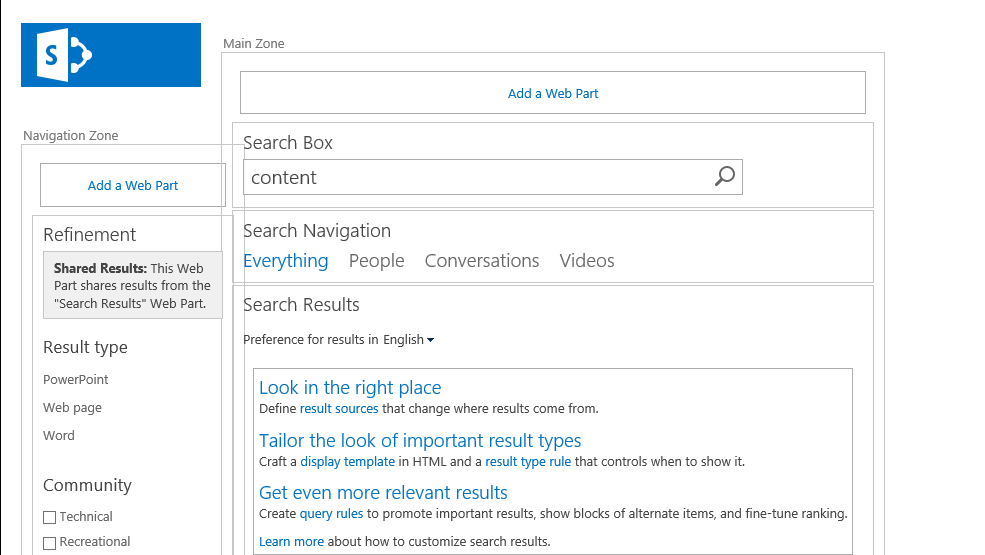 S
Main Zone
Add a Web Part
Navigation Zone
Add a Web Part
Refinement
Shared Results: This Web
Part shares results from the
"Search Results" Web Part.
Result type
PowerPoint
Web page
Word
Community
Technical
Recreational
Search Box
content
Search Navigation
Everything People Conversations Videos
Search Results
Preference for results in English
Look in the right place
Define result sources that change where results come from.
Tailor the look of important result types
Craft a display template in HTML and a result type rule that controls when to show it.
Get even more relevant results
Create query rules to promote important results, show blocks of alternate items, and fine-tune ranking.
Learn more about how to customize search results.